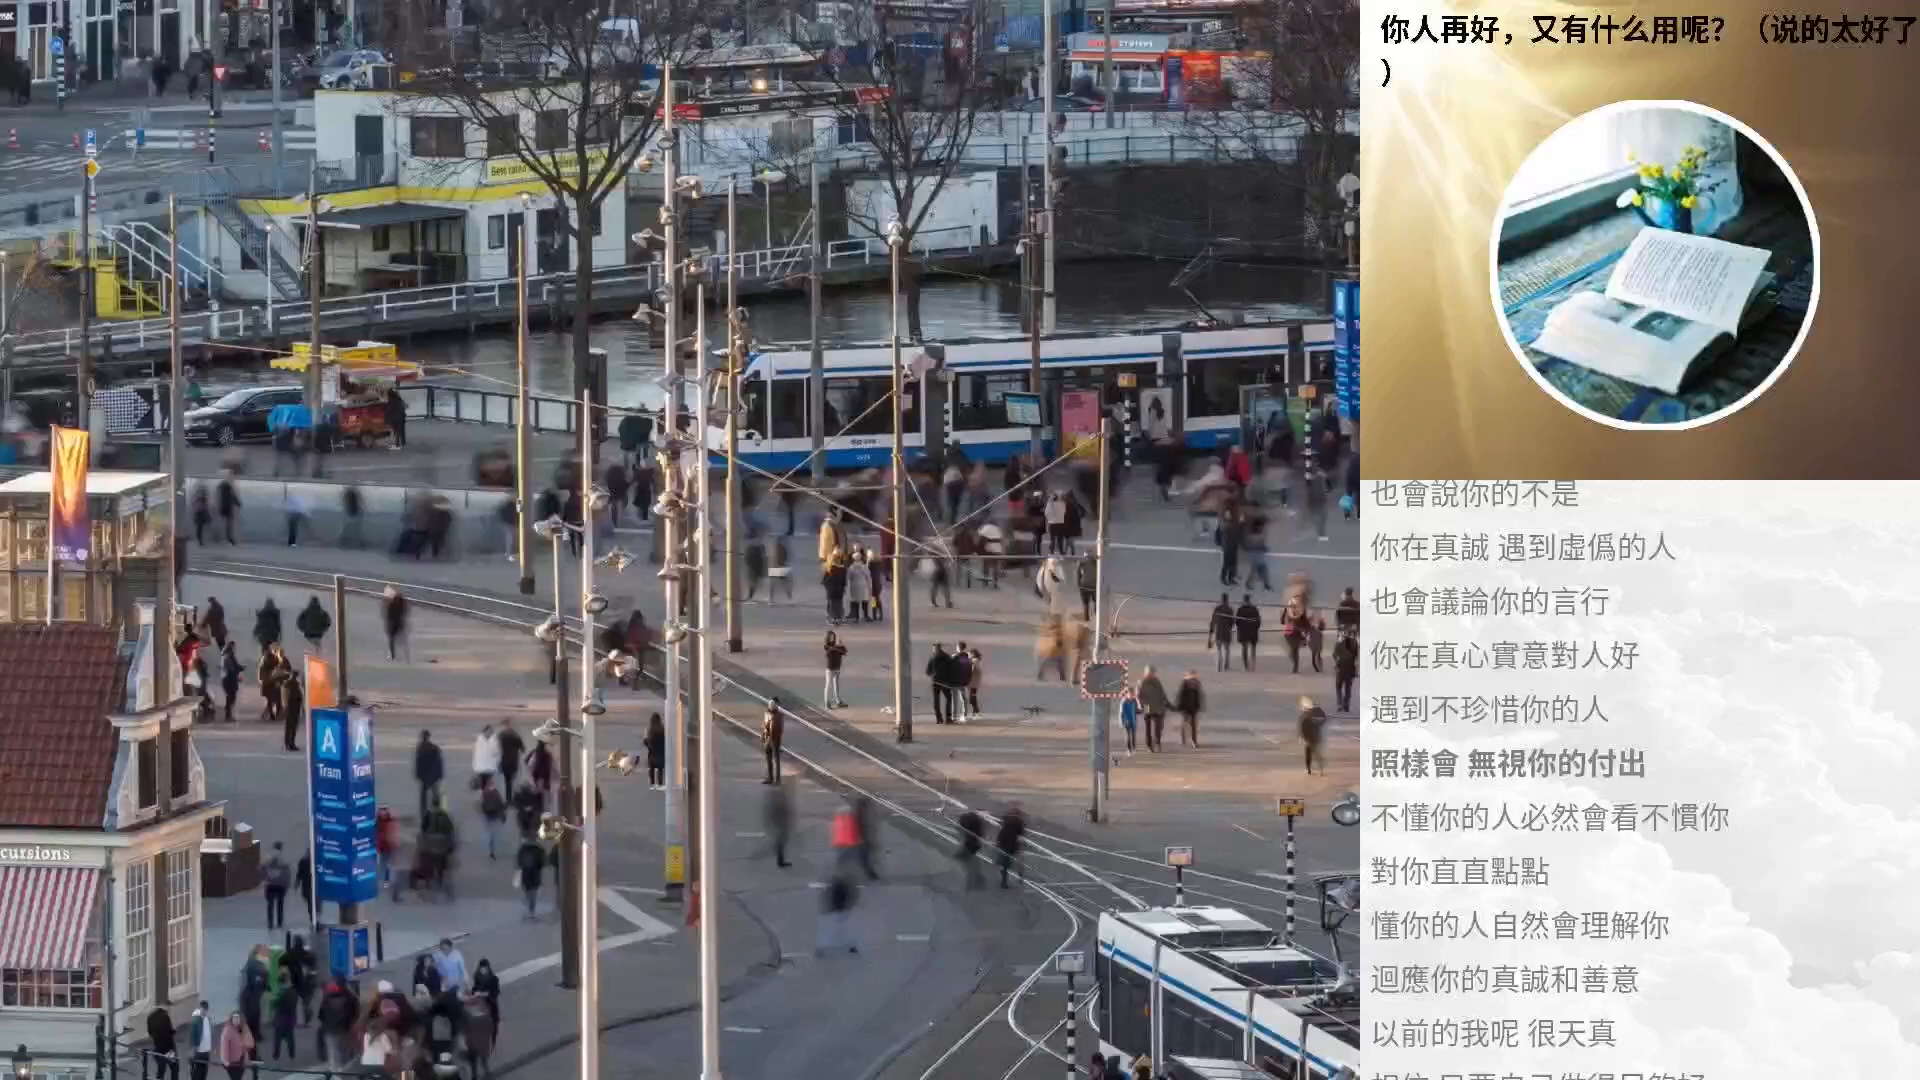 你人再好，又有什么用呢？（说的太好了
）
也會說你的不是
你在真誠 遇到虛僞的人
也會議論你的言行
你在真心實意對人好
遇到不珍惜你的人
照樣會 無視你的付出
不懂你的人必然會看不慣你
對你直直點點
懂你的人自然會理解你
迴應你的真誠和善意
以前的我呢 很天真
CANAL CRUISES
A
A
Tram
Tram
cursions